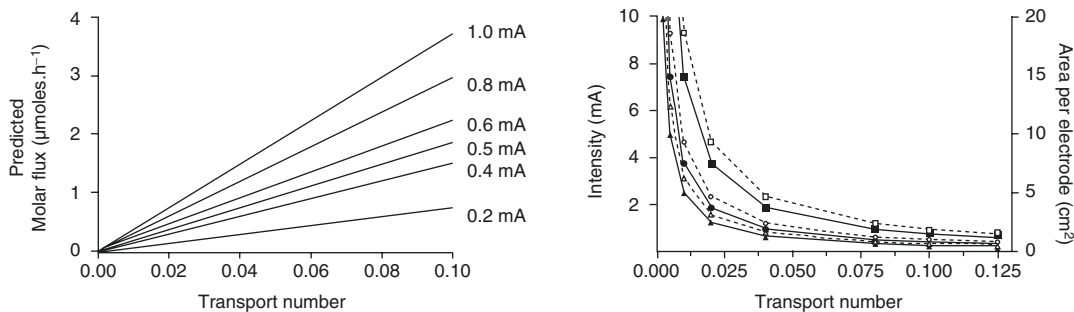 Predicted
Molar flux (µmoles.h⁻¹)
4
3
2
1
0
0.00 0.02 0.04 0.06 0.08 0.10
Transport number
1.0 mA
0.8 mA
0.6 mA
0.5 mA
0.4 mA
0.2 mA
Intensity (mA)
10
8
6
4
2
0.000 0.025 0.050 0.075 0.100 0.125
Transport number
20
15
10
5
0
Area per
electrode (cm²)